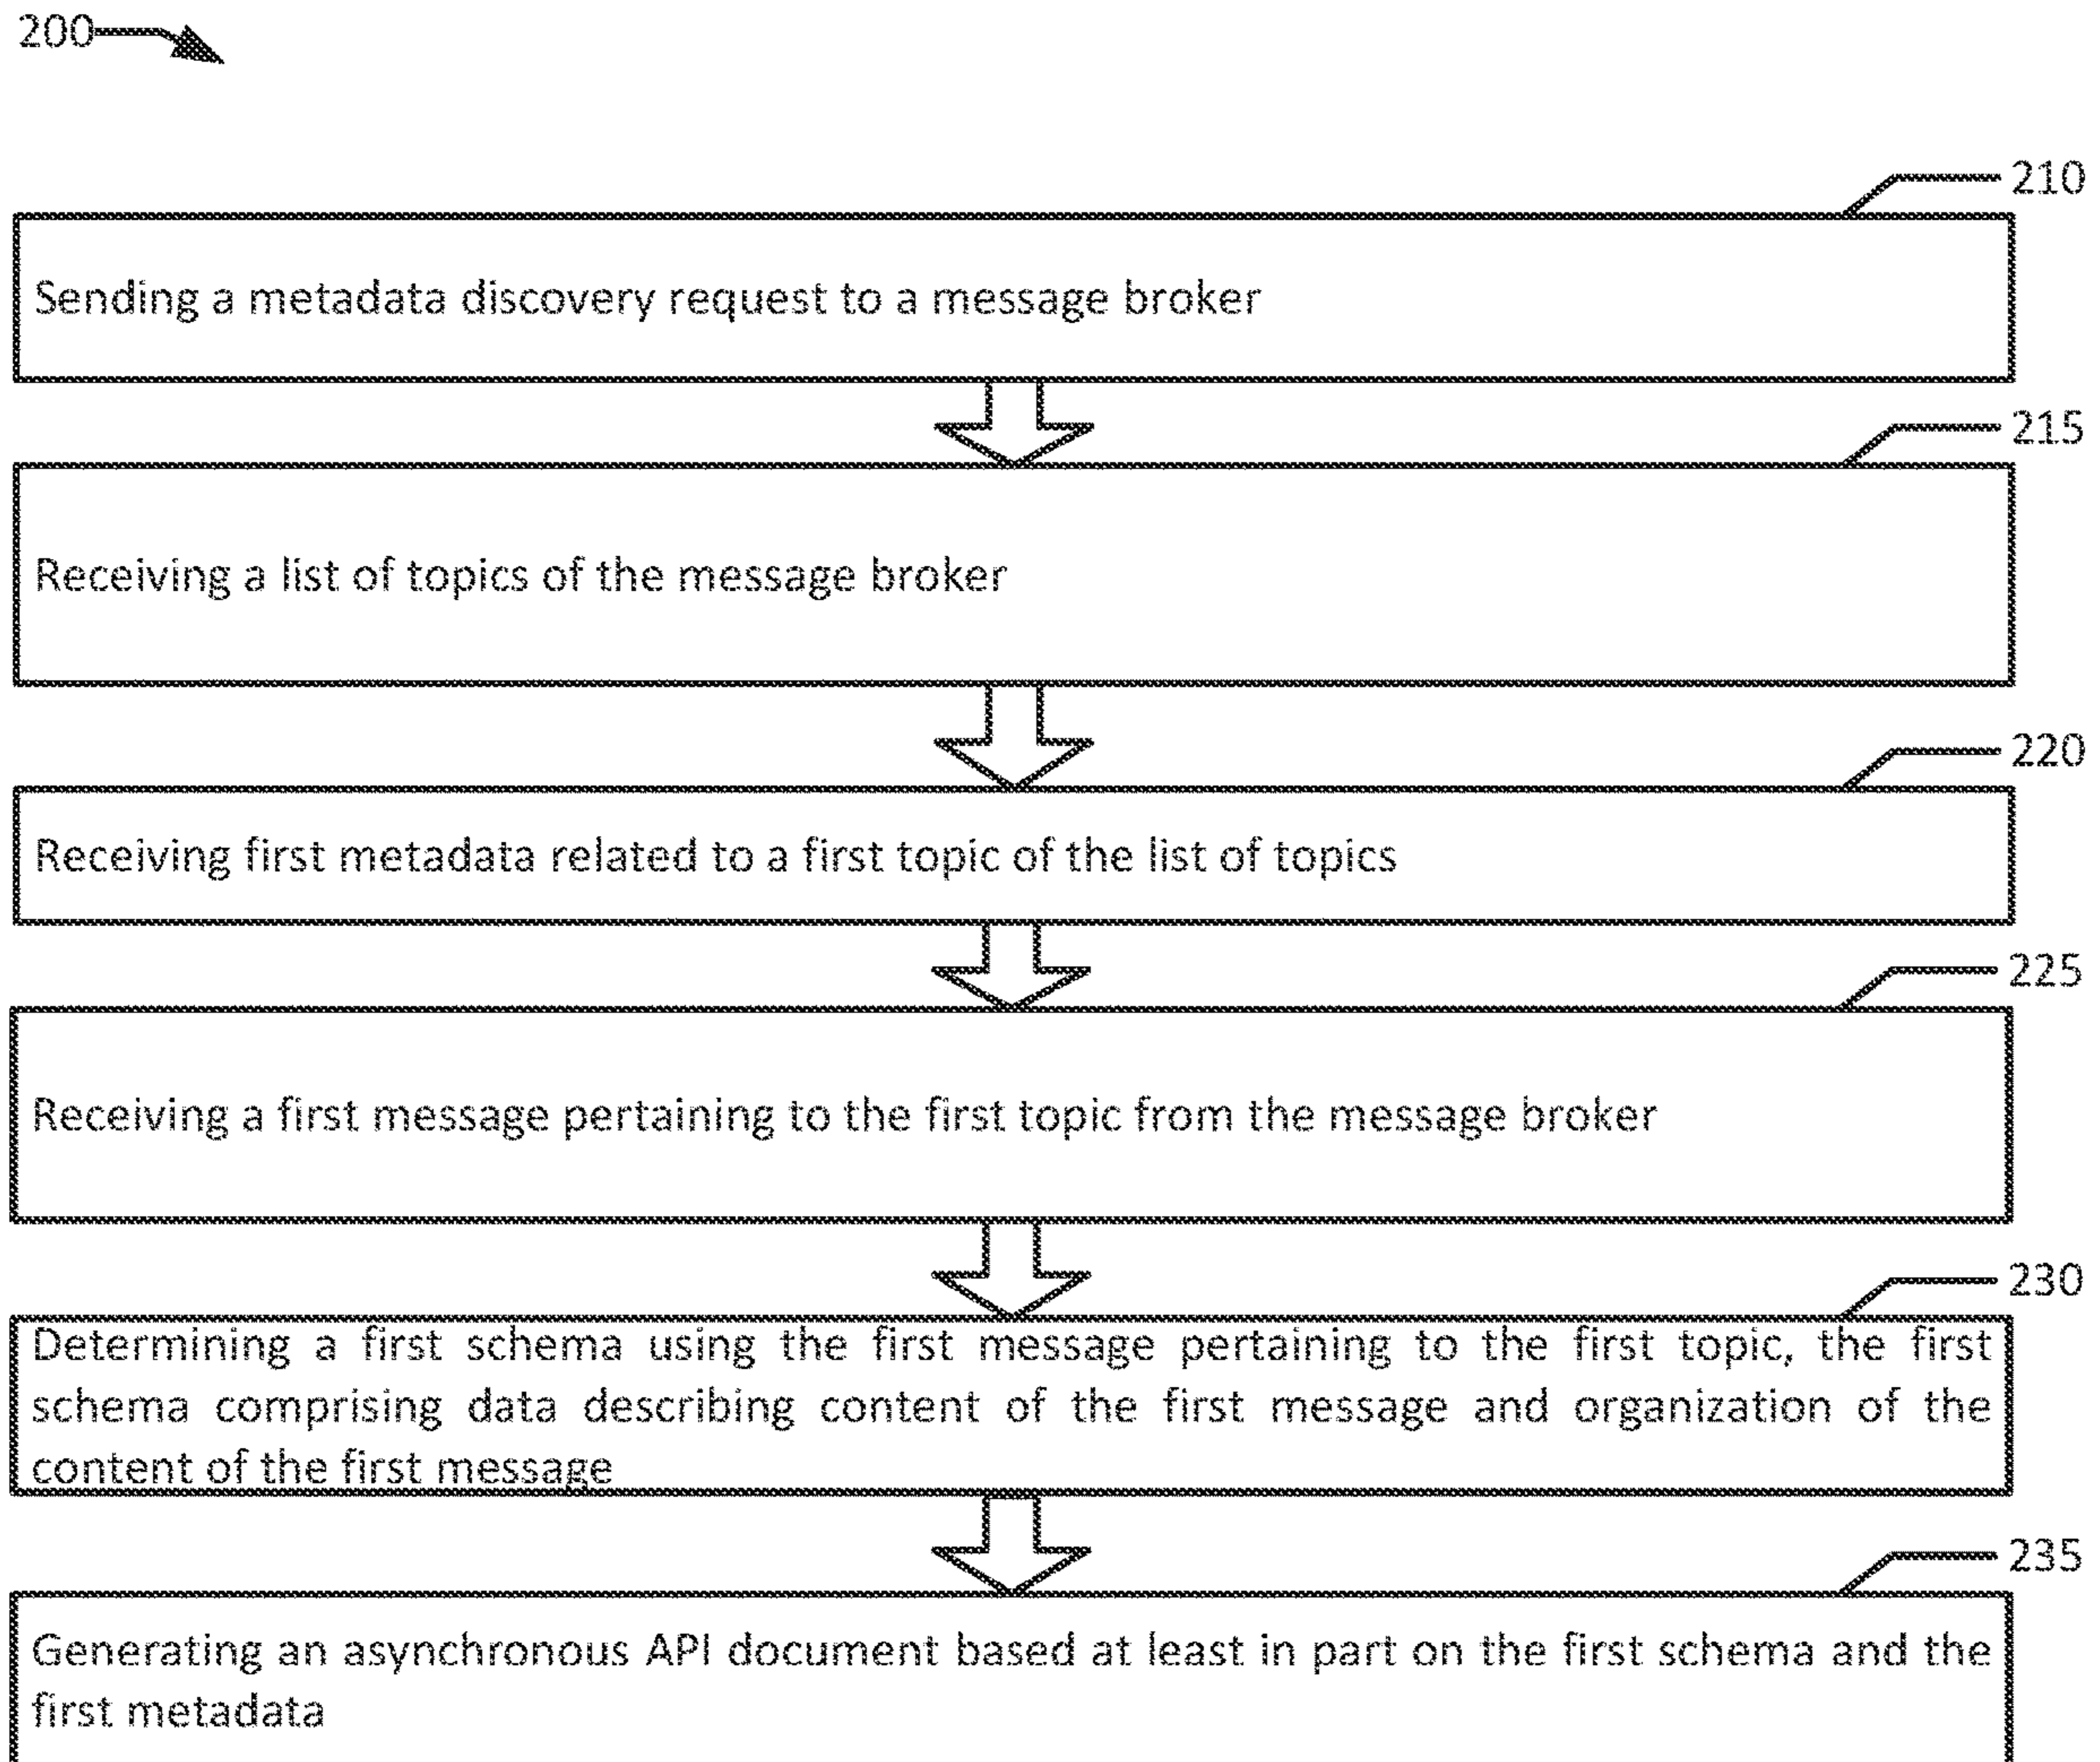 200
210
Sending a metadata discovery request to a message broker
215
Receiving a list of topics of the message broker
220
Receiving first metadata related to a first topic of the list of topics
225
Receiving a first message pertaining to the first topic from the message broker
230
Determining a first schema using the first message pertaining to the first topic, the first
schema comprising data describing content of the first message and organization of the
content of the first message
235
Generating an asynchronous API document based at least in part on the first schema and the
first metadata